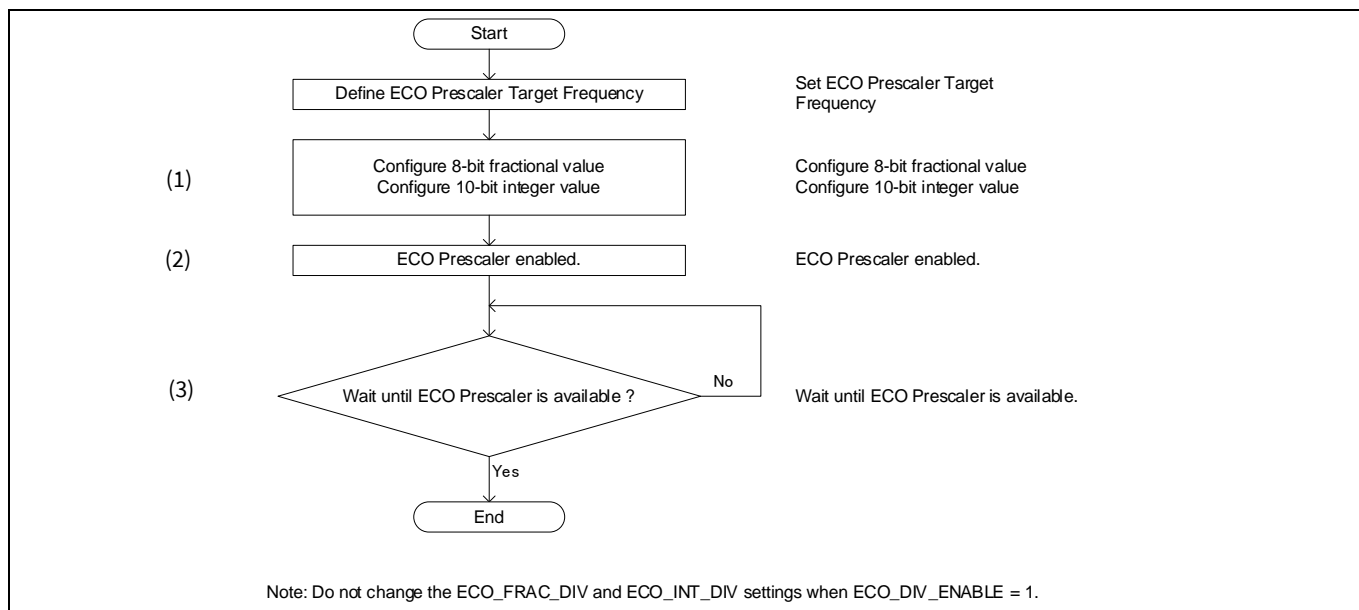 Start
Define ECO Prescaler Target Frequency
Set ECO Prescaler Target
Frequency
(1)
Configure 8-bit fractional value
Configure 10-bit integer value
Configure 8-bit fractional value
Configure 10-bit integer value
(2)
ECO Prescaler enabled.
ECO Prescaler enabled.
(3)
Wait until ECO Prescaler is available ?
No
Wait until ECO Prescaler is available.
Yes
End
Note: Do not change the ECO_FRAC_DIV and ECO_INT_DIV settings when ECO_DIV_ENABLE = 1.